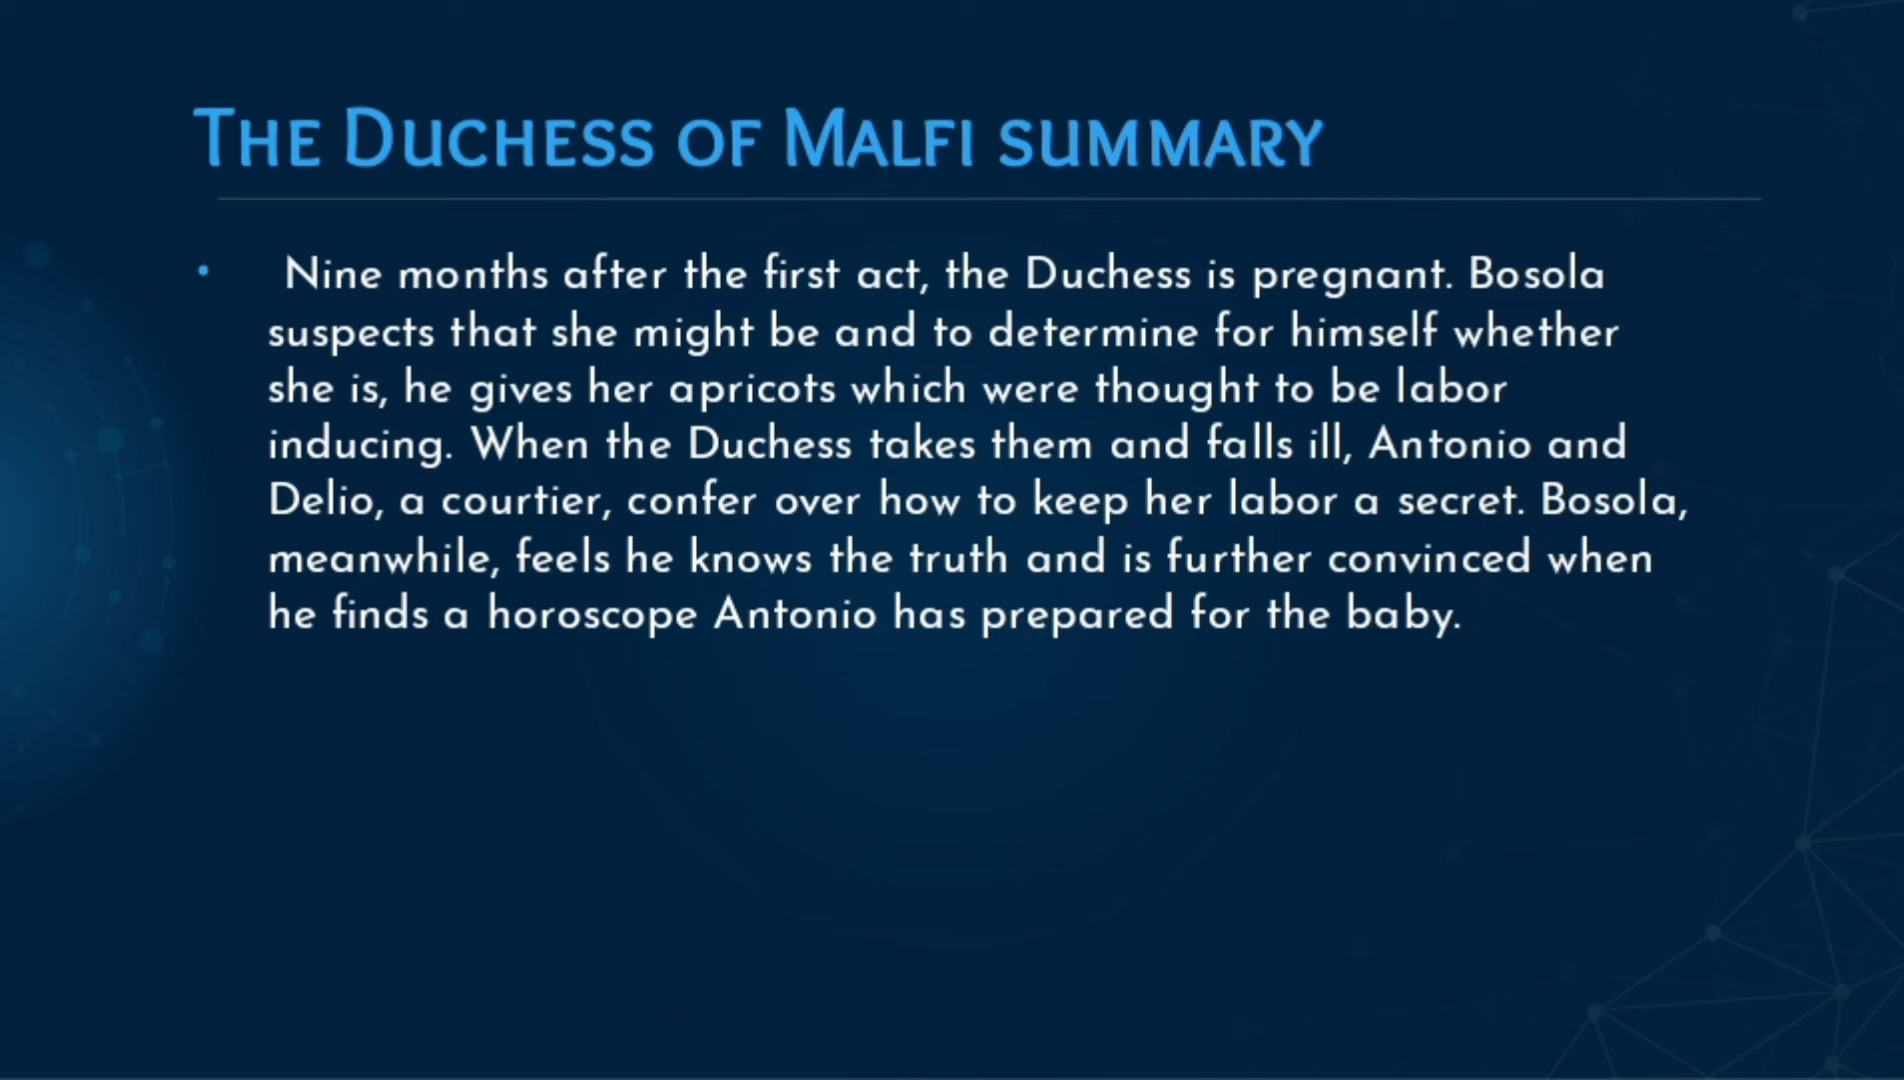 The Duchess of Malfi summary
• Nine months after the first act, the Duchess is pregnant. Bosola
suspects that she might be and to determine for himself whether
she is, he gives her apricots which were thought to be labor
inducing. When the Duchess takes them and falls ill, Antonio and
Delio, a courtier, confer over how to keep her labor a secret. Bosola,
meanwhile, feels he knows the truth and is further convinced when
he finds a horoscope Antonio has prepared for the baby.